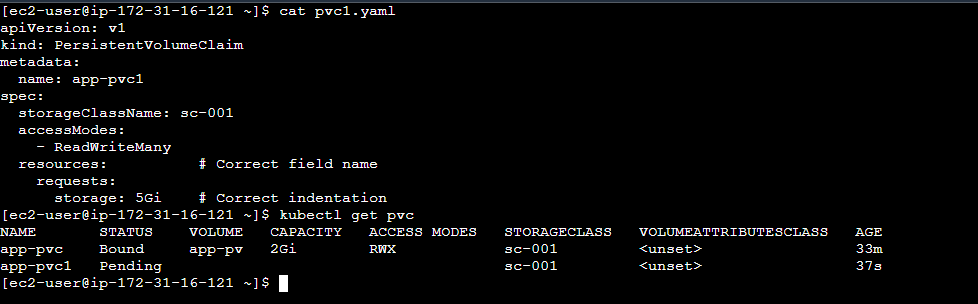 [ec2-user@ip-172-31-16-121 ~]$ cat pvc1.yaml
apiVersion: v1
kind: PersistentVolumeClaim
metadata:
  name: app-pvc1
spec:
  storageClassName: sc-001
  accessModes:
    - ReadWriteMany
  resources:          # Correct field name
    requests:
      storage: 5Gi    # Correct indentation
[ec2-user@ip-172-31-16-121 ~]$ kubectl get pvc
NAME       STATUS    VOLUME   CAPACITY   ACCESS MODES   STORAGECLASS   VOLUMEATTRIBUTESCLASS   AGE
app-pvc    Bound     app-pv   2Gi        RWX            sc-001         <unset>                 33m
app-pvc1   Pending                                      sc-001         <unset>                 37s
[ec2-user@ip-172-31-16-121 ~]$